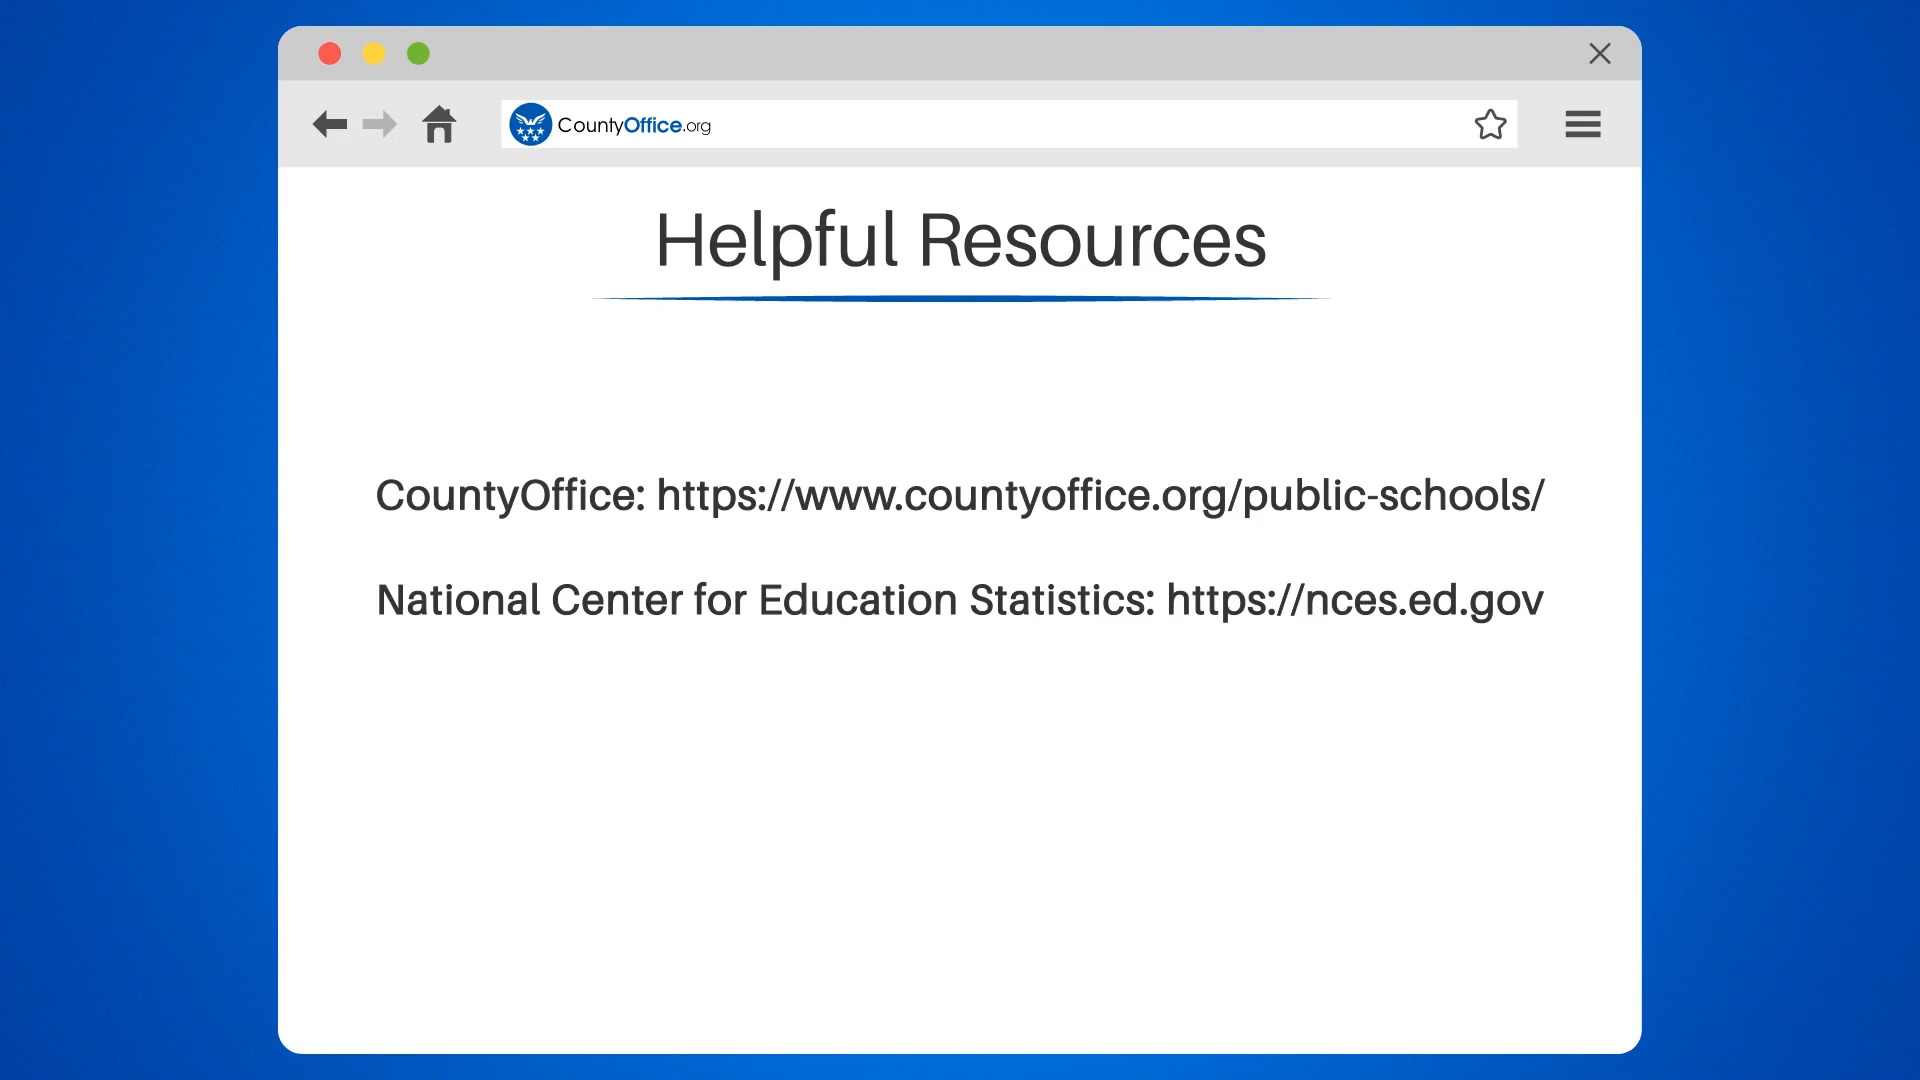 CountyOffice.org
Helpful Resources
CountyOffice: https://www.countyoffice.org/public-schools/
National Center for Education Statistics: https://nces.ed.gov